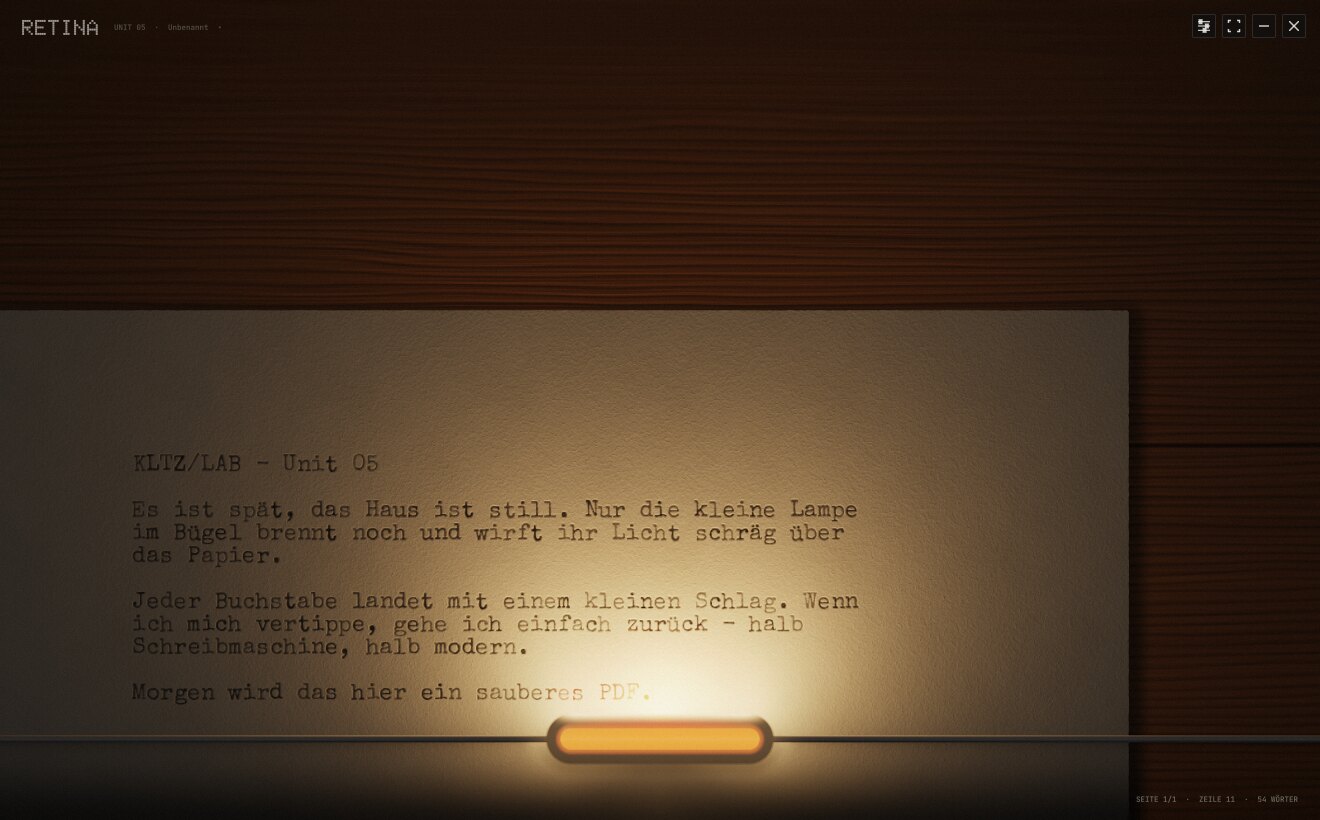 RETINA UNIT 05 · Unbenannt ·
KLTZ/LAB - Unit 05
Es ist spät, das Haus ist still. Nur die kleine Lampe
im Bügel brennt noch und wirft ihr Licht schräg über
das Papier.
Jeder Buchstabe landet mit einem kleinen Schlag. Wenn
ich mich vertippe, gehe ich einfach zurück - halb
Schreibmaschine, halb modern.
Morgen wird das hier ein sauberes PDF.
SEITE 1/1 · ZEILE 11 · 54 WÖRTER